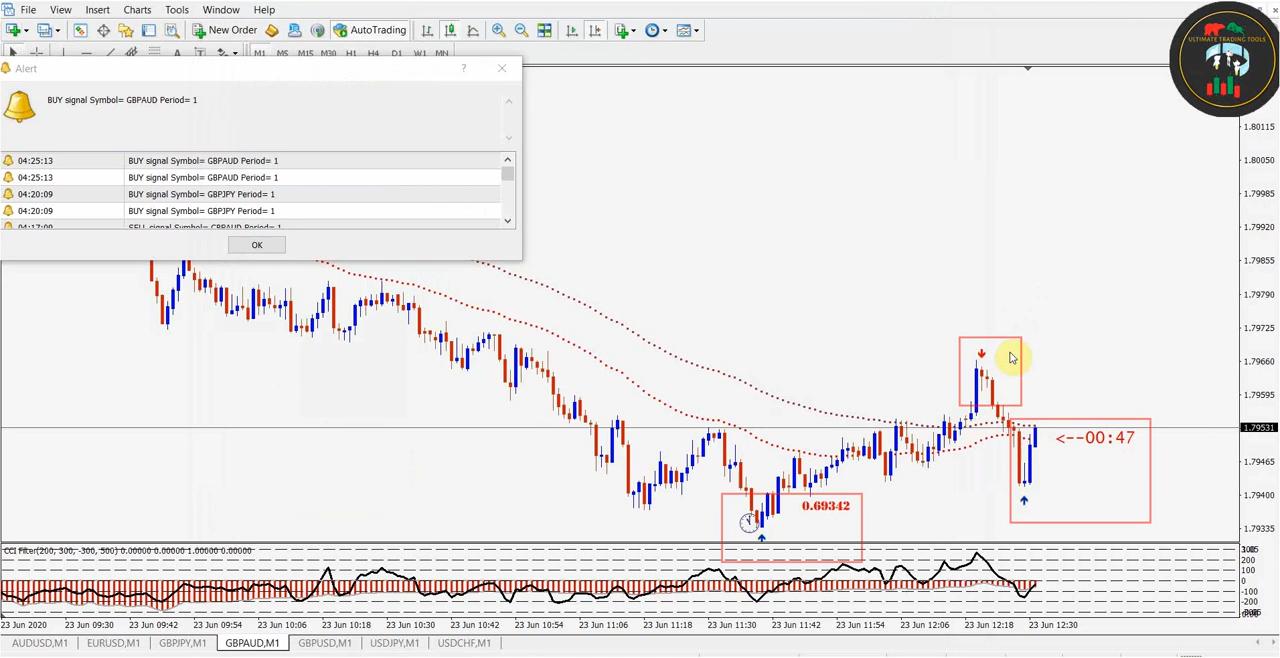 File View Insert Charts Tools Window Help
New Order AutoTrading
M1 M5 M15 M30 H1 H4 D1 W1 MN
Alert ?
BUY signal Symbol= GBPAUD Period= 1
04:25:13 BUY signal Symbol= GBPAUD Period= 1
04:25:13 BUY signal Symbol= GBPAUD Period= 1
04:20:09 BUY signal Symbol= GBPJPY Period= 1
04:20:09 BUY signal Symbol= GBPJPY Period= 1
OK
ULTIMATE TRADING TOOLS
1.80115
1.80050
1.79985
1.79920
1.79855
1.79790
1.79725
1.79660
1.79595
1.79531
1.79465
1.79400
1.79335
<--00:47
0.69342
CCI Filter(200, 300, -300, 500) 0.00000 0.00000 1.00000 0.00000
200
100
0
-100
-200
23 Jun 2020 23 Jun 09:30 23 Jun 09:42 23 Jun 09:54 23 Jun 10:06 23 Jun 10:18 23 Jun 10:30 23 Jun 10:42 23 Jun 10:54 23 Jun 11:06 23 Jun 11:18 23 Jun 11:30 23 Jun 11:42 23 Jun 11:54 23 Jun 12:06 23 Jun 12:18 23 Jun 12:30
AUDUSD,M1 EURUSD,M1 GBPJPY,M1 GBPAUD,M1 GBPUSD,M1 USDJPY,M1 USDCHF,M1